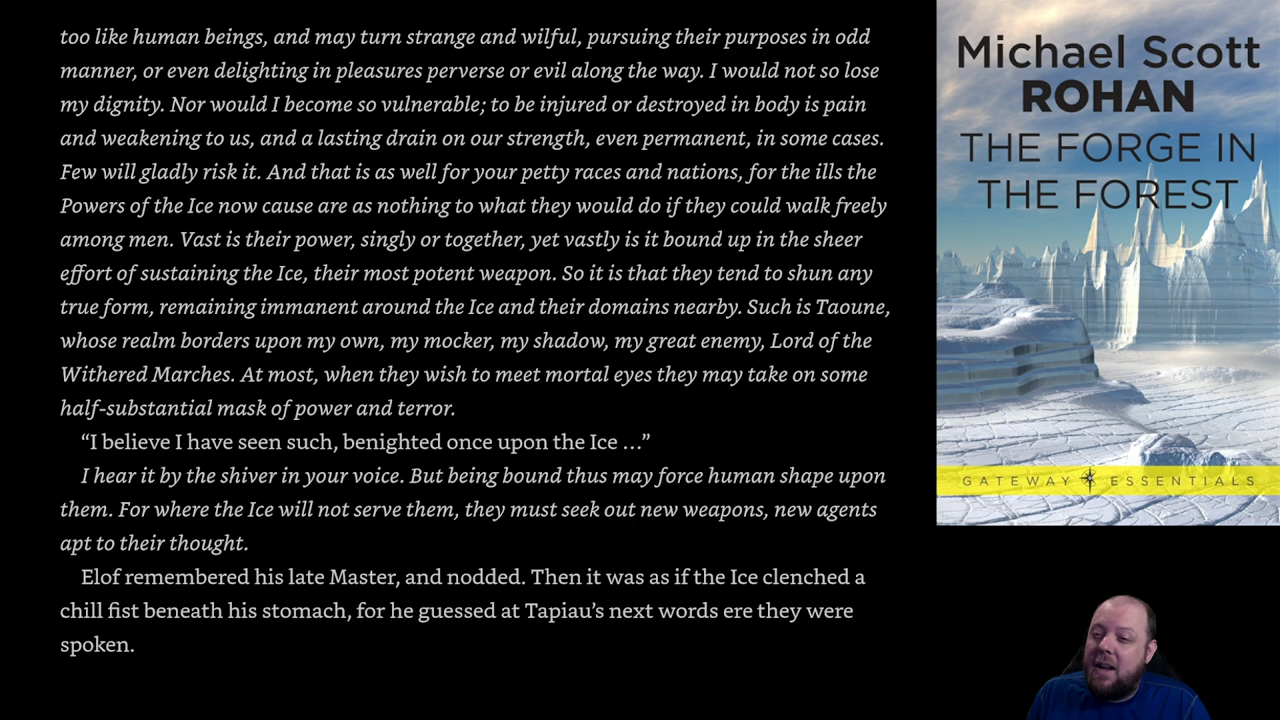 too like human beings, and may turn strange and wilful, pursuing their purposes in odd
manner, or even delighting in pleasures perverse or evil along the way. I would not so lose
my dignity. Nor would I become so vulnerable; to be injured or destroyed in body is pain
and weakening to us, and a lasting drain on our strength, even permanent, in some cases.
Few will gladly risk it. And that is as well for your petty races and nations, for the ills the
Powers of the Ice now cause are as nothing to what they would do if they could walk freely
among men. Vast is their power, singly or together, yet vastly is it bound up in the sheer
effort of sustaining the Ice, their most potent weapon. So it is that they tend to shun any
true form, remaining immanent around the Ice and their domains nearby. Such is Taoune,
whose realm borders upon my own, my mocker, my shadow, my great enemy, Lord of the
Withered Marches. At most, when they wish to meet mortal eyes they may take on some
half-substantial mask of power and terror.
“I believe I have seen such, benighted once upon the Ice …”
I hear it by the shiver in your voice. But being bound thus may force human shape upon
them. For where the Ice will not serve them, they must seek out new weapons, new agents
apt to their thought.
Elof remembered his late Master, and nodded. Then it was as if the Ice clenched a
chill fist beneath his stomach, for he guessed at Tapiau’s next words ere they were
spoken.
Michael Scott
ROHAN
THE FORGE IN
THE FOREST
GATEWAY ESSENTIALS